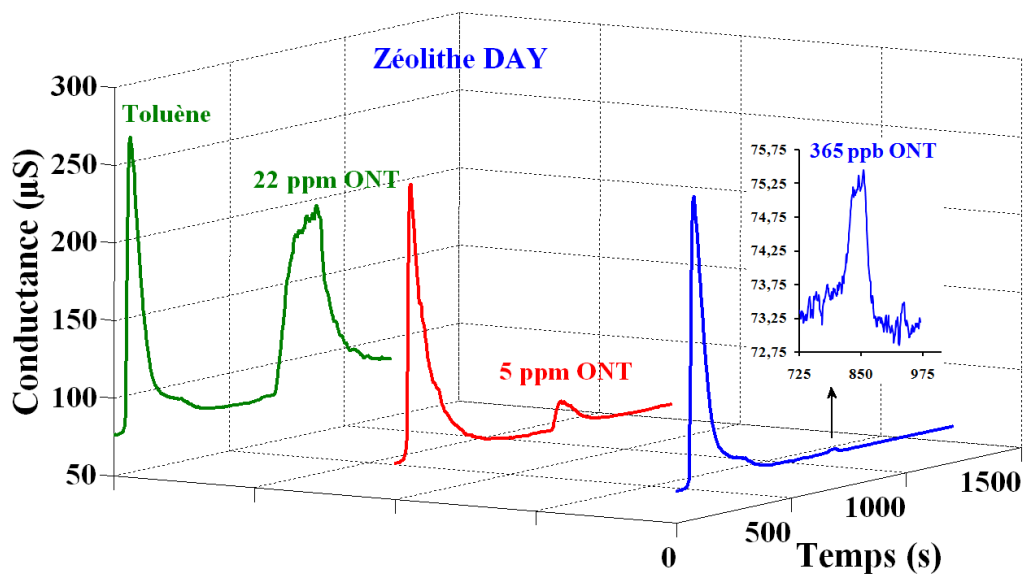 Zéolithe DAY
300
250
200
150
100
50
Conductance (µS)
Toluène
22 ppm ONT
5 ppm ONT
365 ppb ONT
75,75
75,25
74,75
74,25
73,75
73,25
72,75
725 850 975
0
500
1000
1500
Temps (s)